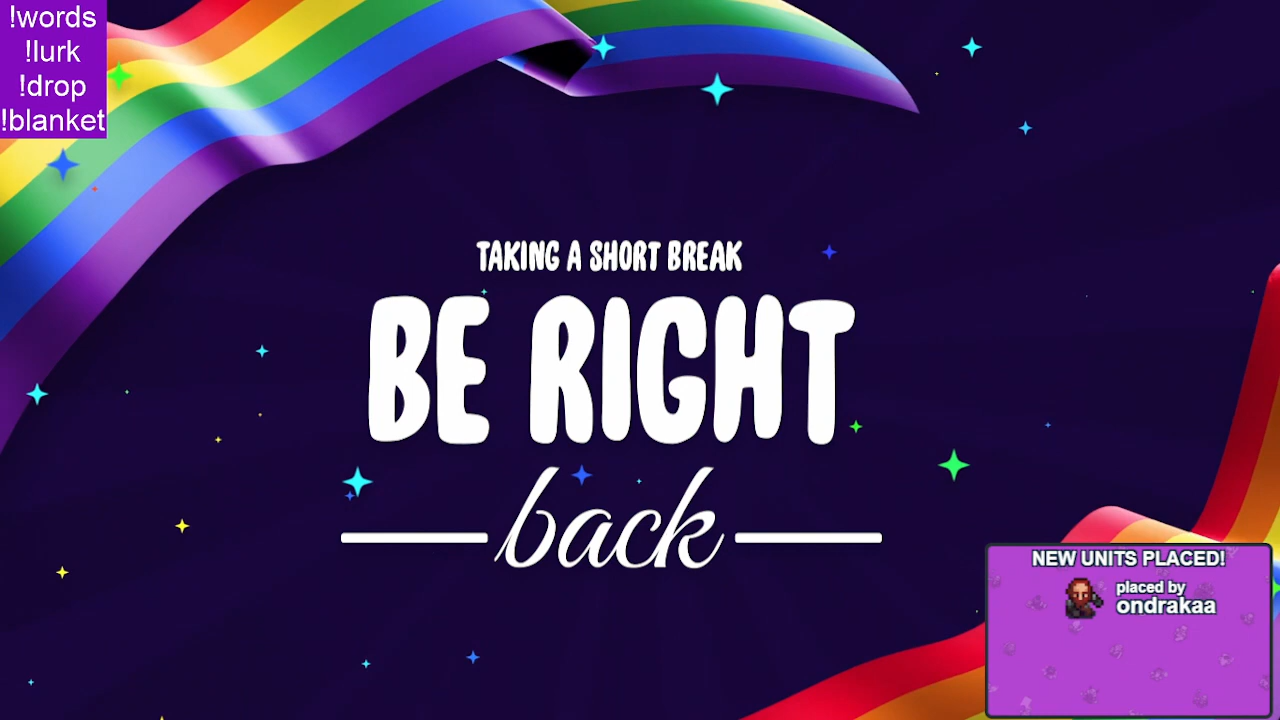 !words
!lurk
!drop
!blanket
TAKING A SHORT BREAK
BE RIGHT
back
NEW UNITS PLACED!
placed by
ondrakaa